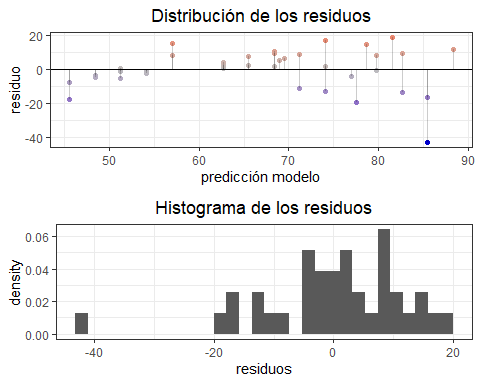 Distribución de los residuos
20
0
-20
-40
residuo
50
60
70
80
90
predicción modelo
Histograma de los residuos
0.06
0.04
0.02
0.00
density
-40
-20
0
20
residuos